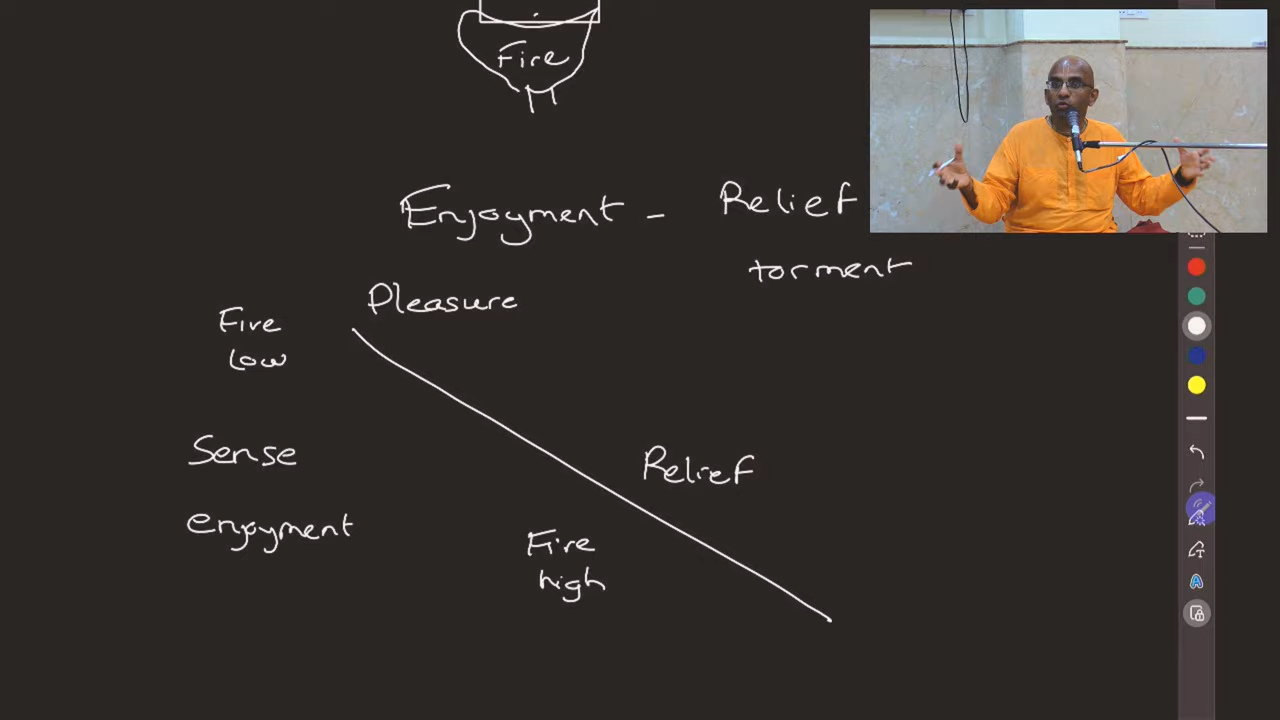 Fire
Enjoyment - Relief
torment
Pleasure
Fire
low
Sense
enjoyment
Relief
Fire
high